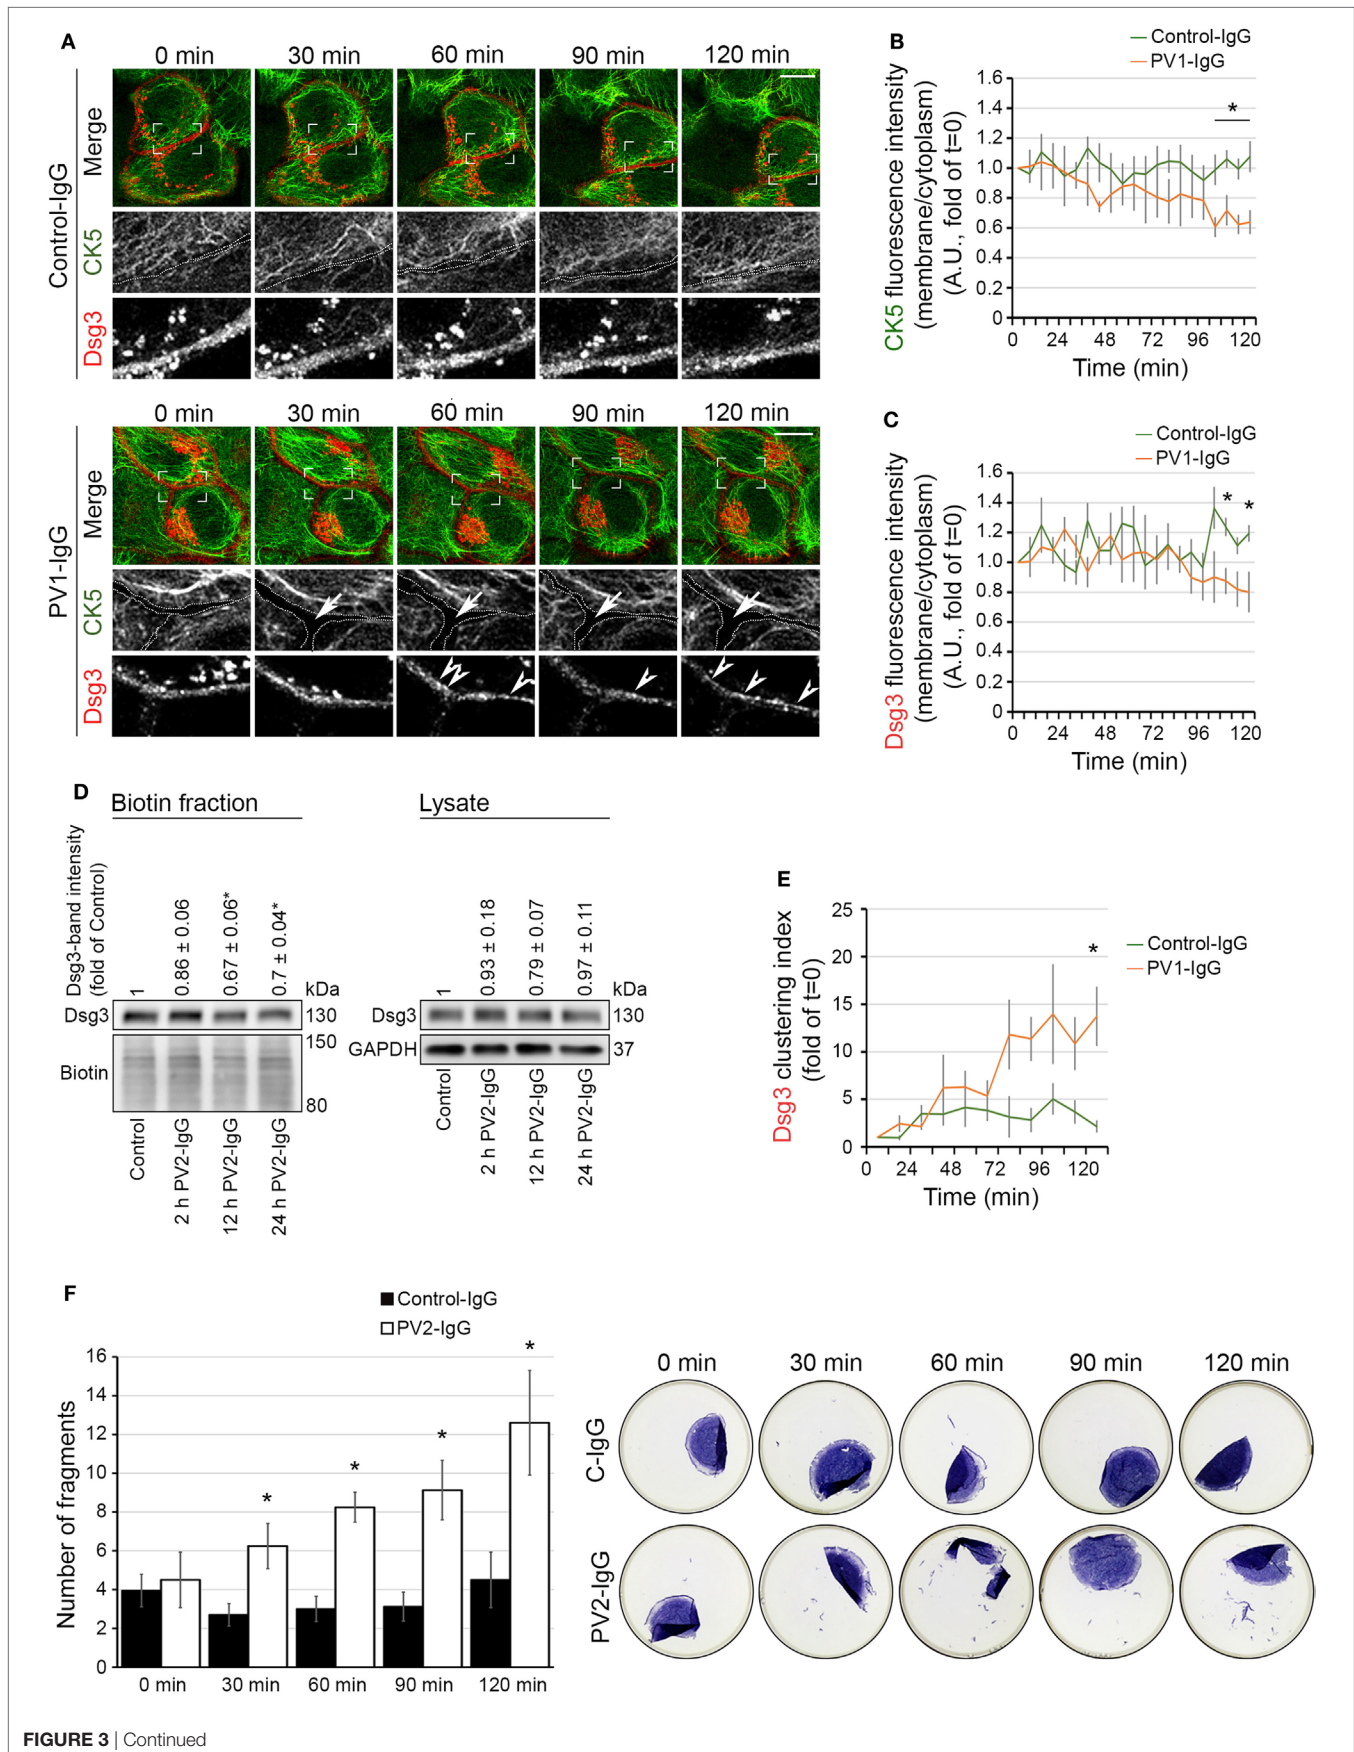 A
0 min 30 min 60 min 90 min 120 min
Control-IgG
Merge
CK5
Dsg3
0 min 30 min 60 min 90 min 120 min
PV1-IgG
Merge
CK5
Dsg3
B
Control-IgG
PV1-IgG
CK5 fluorescence intensity
(membrane/cytoplasm)
(A.U., fold of t=0)
1.6
1.4
1.2
1.0
0.8
0.6
0.4
0.2
0
*
0 24 48 72 96 120
Time (min)
C
Control-IgG
PV1-IgG
Dsg3 fluorescence intensity
(membrane/cytoplasm)
(A.U., fold of t=0)
1.6
1.4
1.2
1.0
0.8
0.6
0.4
0.2
0
* *
0 24 48 72 96 120
Time (min)
D
Biotin fraction
Dsg3-band intensity
(fold of Control)
1
0.86 ± 0.06
0.67 ± 0.06*
0.7 ± 0.04*
kDa
Dsg3 130
150
Biotin
80
Control
2 h PV2-IgG
12 h PV2-IgG
24 h PV2-IgG
Lysate
1
0.93 ± 0.18
0.79 ± 0.07
0.97 ± 0.11
kDa
Dsg3 130
GAPDH 37
Control
2 h PV2-IgG
12 h PV2-IgG
24 h PV2-IgG
E
Dsg3 clustering index
(fold of t=0)
25
20
15
10
5
0
*
Control-IgG
PV1-IgG
0 24 48 72 96 120
Time (min)
F
Control-IgG
PV2-IgG
Number of fragments
16
14
12
10
8
6
4
2
0
* * * *
0 min 30 min 60 min 90 min 120 min
0 min 30 min 60 min 90 min 120 min
C-IgG
PV2-IgG
FIGURE 3 | Continued